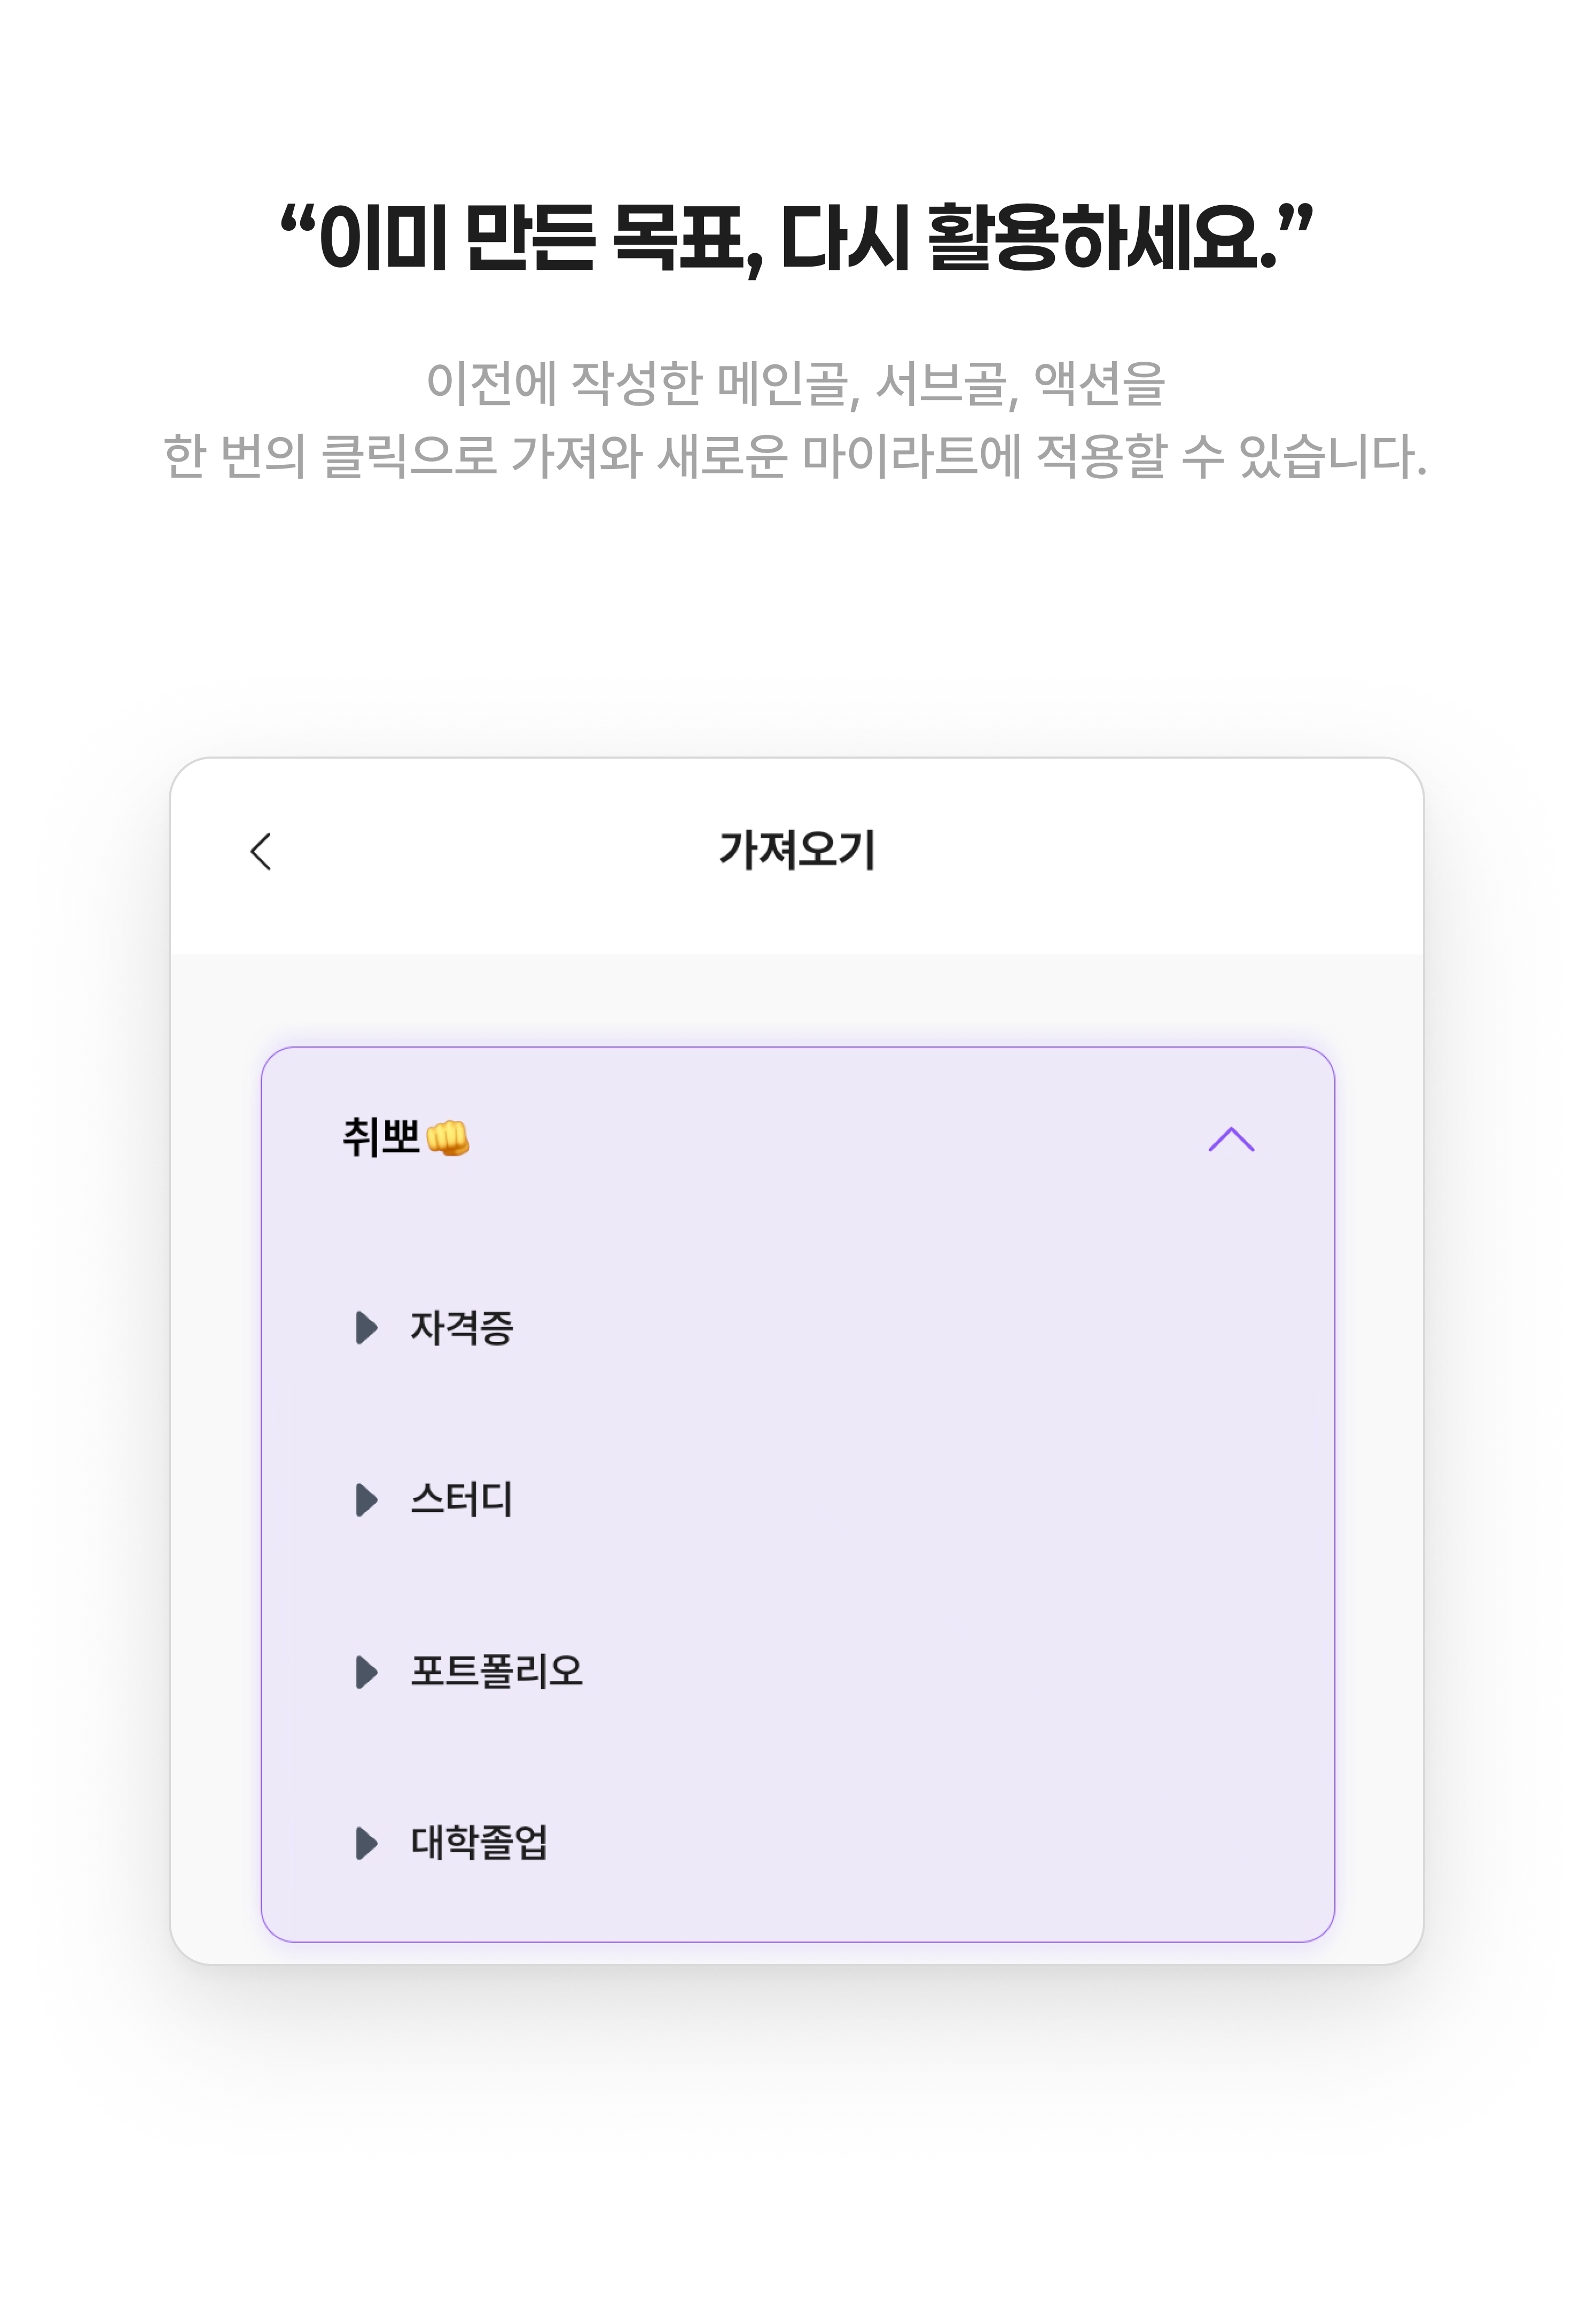 “이미 만든 목표, 다시 활용하세요.”
이전에 작성한 메인골, 서브골, 액션을
한 번의 클릭으로 가져와 새로운 마이라트에 적용할 수 있습니다.
가져오기
취뽀👊
자격증
스터디
포트폴리오
대학졸업